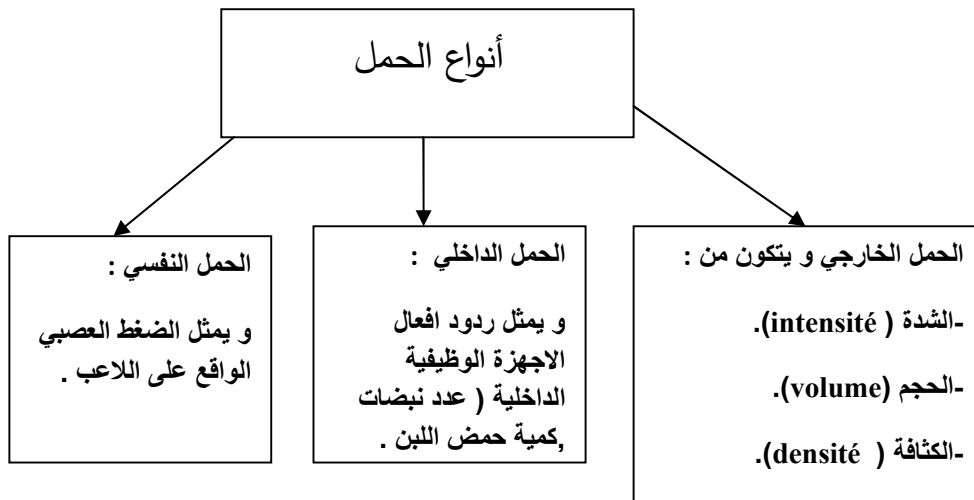 أنواع الحمل
الحمل الخارجي و يتكون من :
-الشدة ( intensité).
-الحجم (volume).
-الكثافة ( densité).
الحمل الداخلي :
و يمثل ردود افعال
الاجهزة الوظيفية
الداخلية ( عدد نبضات
,كمية حمض اللبن .
الحمل النفسي :
و يمثل الضغط العصبي
الواقع على اللاعب .